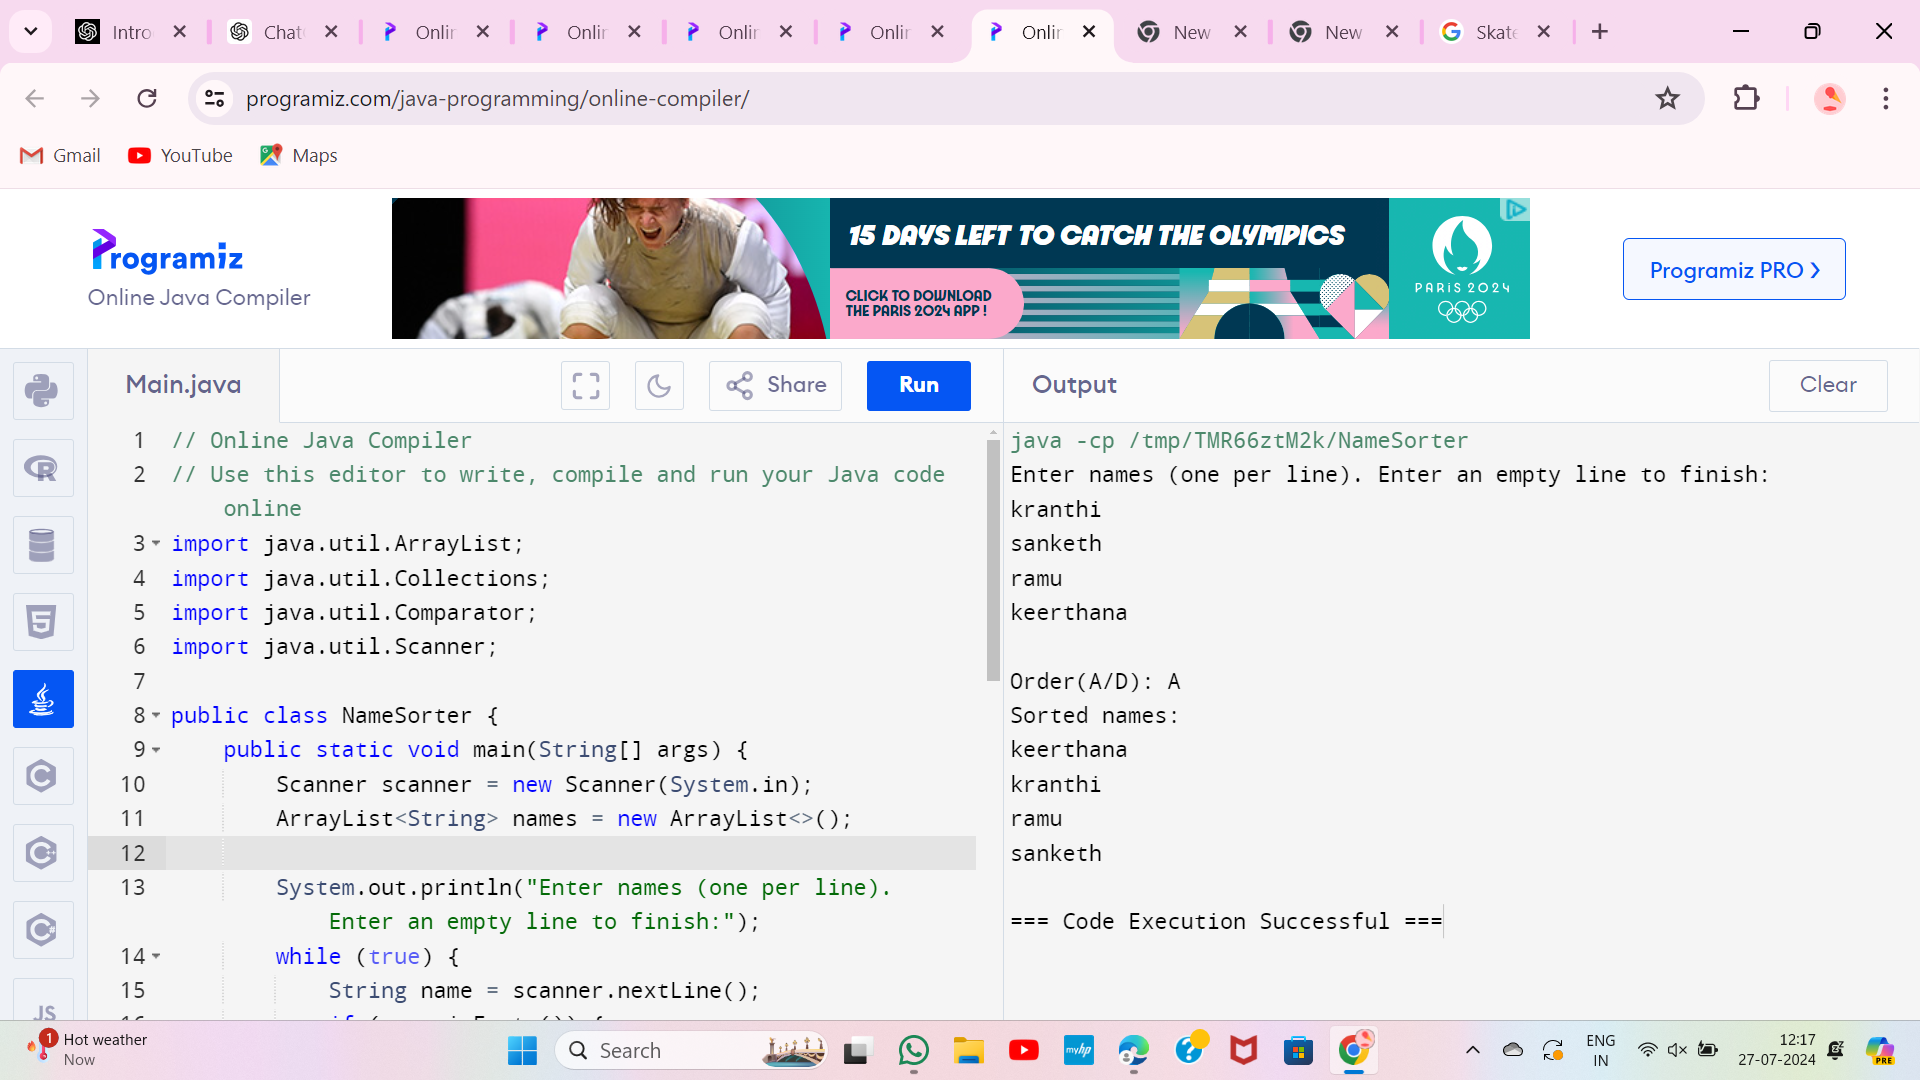 Intro
Chat
Onlin
Onlin
Onlin
Onlin
Onlin
New
New
Skate
programiz.com/java-programming/online-compiler/
Gmail
YouTube
Maps
Programiz
Online Java Compiler
15 DAYS LEFT TO CATCH THE OLYMPICS
CLICK TO DOWNLOAD
THE PARIS 2024 APP !
PARIS 2024
Programiz PRO ›
Main.java
Share
Run
Output
Clear
1 // Online Java Compiler
2 // Use this editor to write, compile and run your Java code
online
3 import java.util.ArrayList;
4 import java.util.Collections;
5 import java.util.Comparator;
6 import java.util.Scanner;
7
8 public class NameSorter {
9 public static void main(String[] args) {
10 Scanner scanner = new Scanner(System.in);
11 ArrayList<String> names = new ArrayList<>();
12
13 System.out.println("Enter names (one per line).
Enter an empty line to finish:");
14 while (true) {
15 String name = scanner.nextLine();
java -cp /tmp/TMR66ztM2k/NameSorter
Enter names (one per line). Enter an empty line to finish:
kranthi
sanketh
ramu
keerthana
Order(A/D): A
Sorted names:
keerthana
kranthi
ramu
sanketh
=== Code Execution Successful ===
JS
1
Hot weather
Now
Search
myhp
ENG
IN
12:17
27-07-2024
PRE